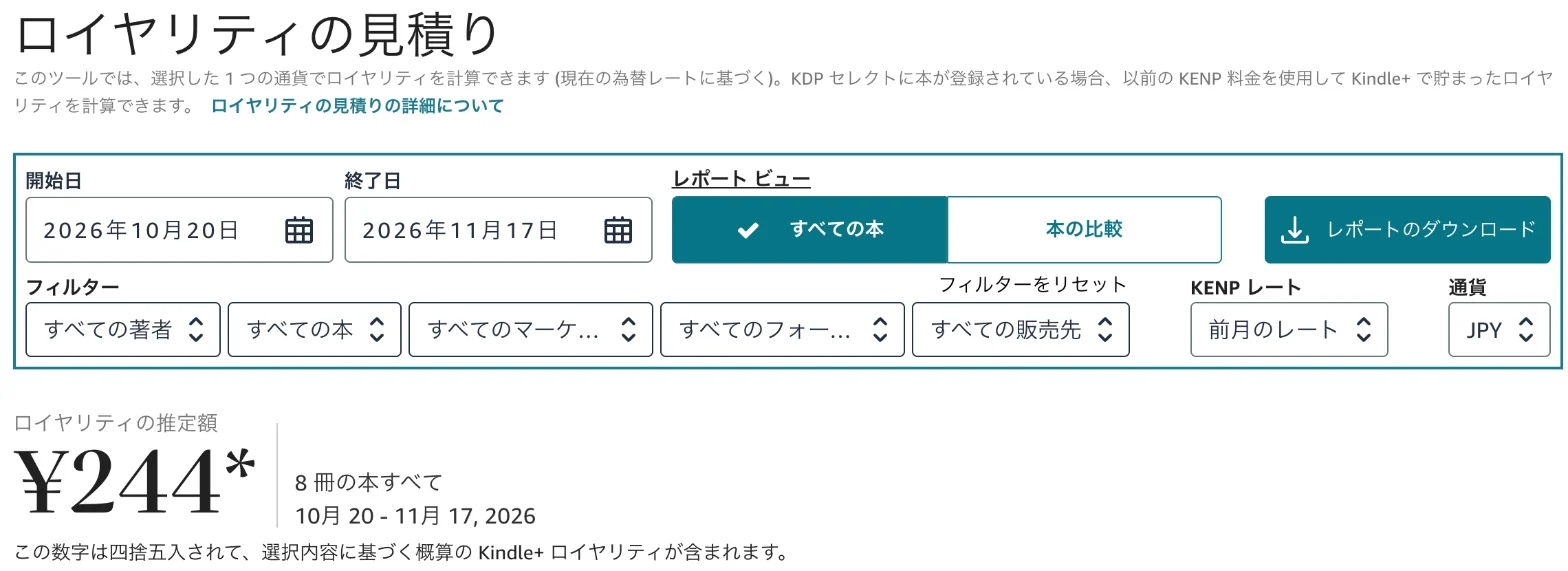 ロイヤリティの見積り
このツールでは、選択した 1 つの通貨でロイヤリティを計算できます (現在の為替レートに基づく)。KDP セレクトに本が登録されている場合、以前の KENP 料金を使用して Kindle+ で貯まったロイヤ
リティを計算できます。 ロイヤリティの見積りの詳細について
開始日 終了日 レポート ビュー
2026年10月20日 2026年11月17日 すべての本 本の比較 レポートのダウンロード
フィルター フィルターをリセット KENP レート 通貨
すべての著者 すべての本 すべてのマーケ... すべてのフォー... すべての販売先 前月のレート JPY
ロイヤリティの推定額
¥244*
8 冊の本すべて
10月 20 - 11月 17, 2026
この数字は四捨五入されて、選択内容に基づく概算の Kindle+ ロイヤリティが含まれます。